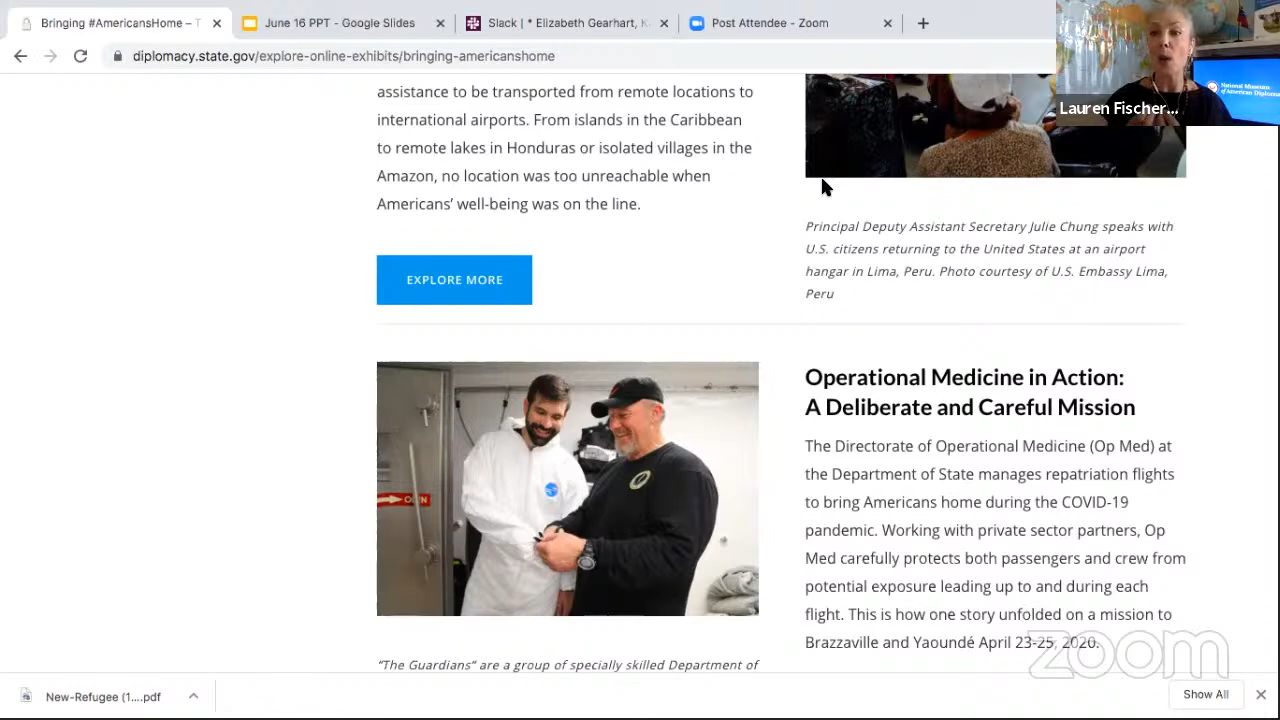 Bringing #AmericansHome – T
June 16 PPT - Google Slides
Slack | * Elizabeth Gearhart, K
Post Attendee - Zoom
diplomacy.state.gov/explore-online-exhibits/bringing-americanshome
Lauren Fischer...
National Museum
of American Diploma
assistance to be transported from remote locations to
international airports. From islands in the Caribbean
to remote lakes in Honduras or isolated villages in the
Amazon, no location was too unreachable when
Americans’ well-being was on the line.
EXPLORE MORE
Principal Deputy Assistant Secretary Julie Chung speaks with
U.S. citizens returning to the United States at an airport
hangar in Lima, Peru. Photo courtesy of U.S. Embassy Lima,
Peru
OPEN
“The Guardians” are a group of specially skilled Department of
Operational Medicine in Action:
A Deliberate and Careful Mission
The Directorate of Operational Medicine (Op Med) at
the Department of State manages repatriation flights
to bring Americans home during the COVID-19
pandemic. Working with private sector partners, Op
Med carefully protects both passengers and crew from
potential exposure leading up to and during each
flight. This is how one story unfolded on a mission to
Brazzaville and Yaoundé April 23-25, 2020.
zoom
New-Refugee (1....pdf
Show All